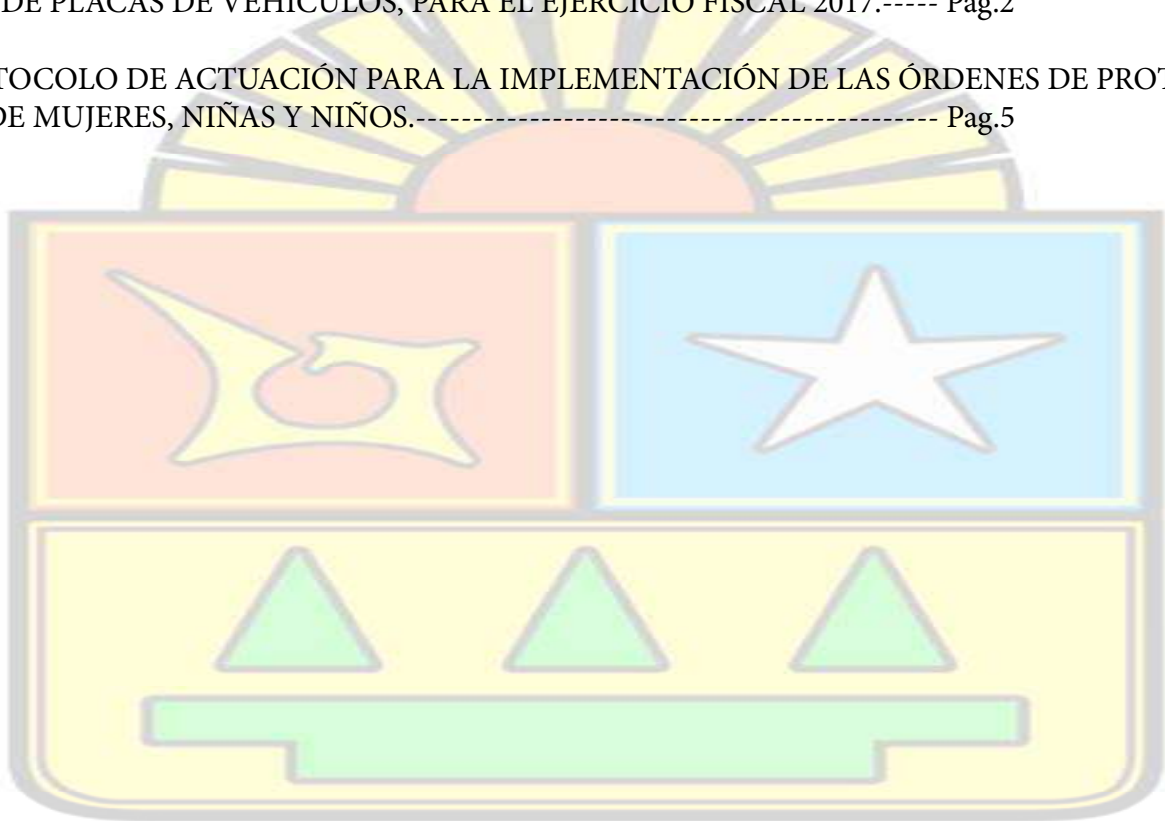 DE PLACAS DE VEHÍCULOS, PARA EL EJERCICIO FISCAL 2017.----- Pag.2
TOCOLO DE ACTUACIÓN PARA LA IMPLEMENTACIÓN DE LAS ÓRDENES DE PROT
DE MUJERES, NIÑAS Y NIÑOS.---------------------------------------------- Pag.5